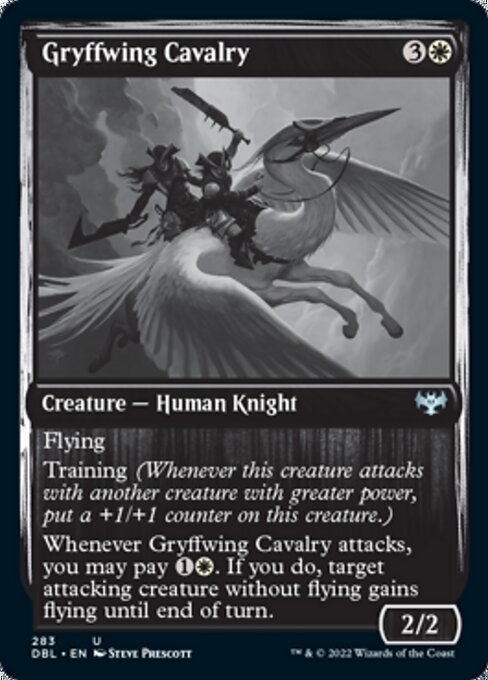 Gryffwing Cavalry 3
Creature — Human Knight
Flying
Training (Whenever this creature attacks
with another creature with greater power,
put a +1/+1 counter on this creature.)
Whenever Gryffwing Cavalry attacks,
you may pay 1. If you do, target
attacking creature without flying gains
flying until end of turn.
2/2
283 U
DBL • EN Steve Prescott
™ & © 2022 Wizards of the Coast